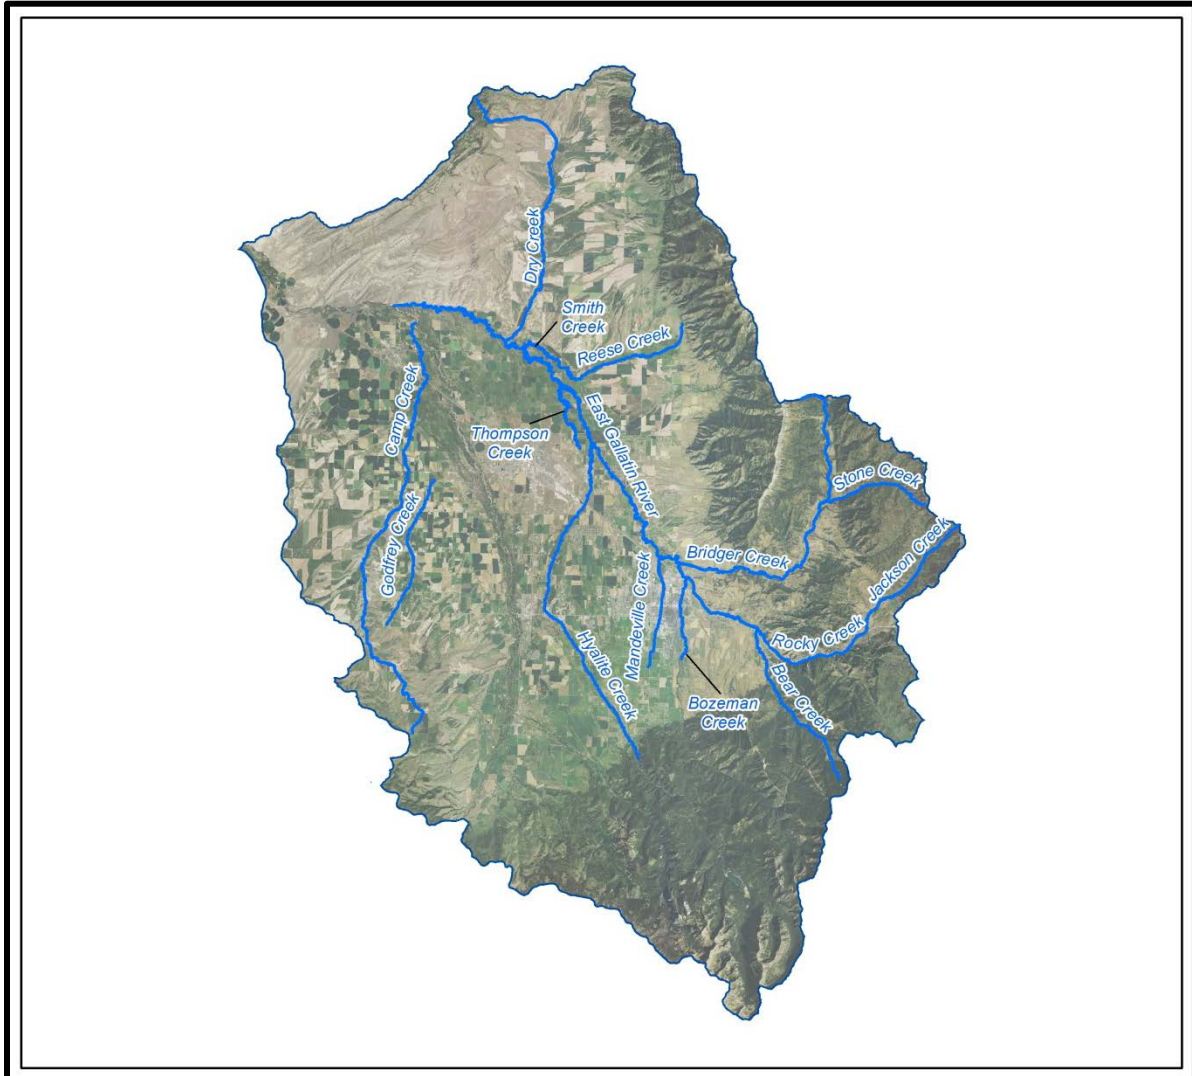 Dry Creek
Smith
Creek
Reese Creek
Camp Creek
East Gallatin River
Thompson
Creek
Stone Creek
Godfrey Creek
Bridger Creek
Jackson Creek
Mandeville Creek
Rocky Creek
Hyalite Creek
Bear Creek
Bozeman
Creek